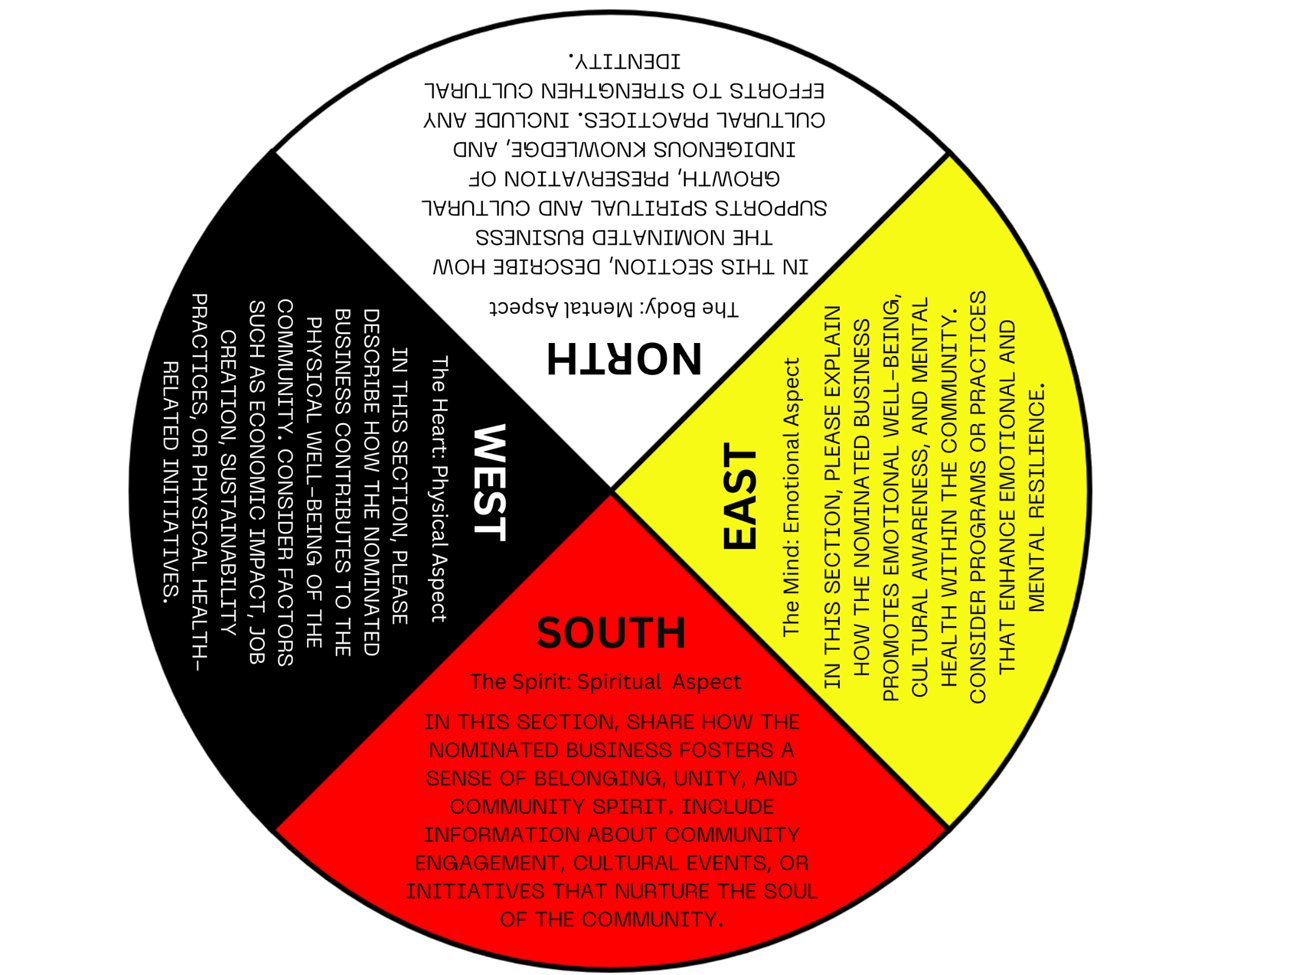 NORTH
The Body: Mental Aspect
IN THIS SECTION, DESCRIBE HOW
THE NOMINATED BUSINESS
SUPPORTS SPIRITUAL AND CULTURAL
GROWTH, PRESERVATION OF
INDIGENOUS KNOWLEDGE, AND
CULTURAL PRACTICES. INCLUDE ANY
EFFORTS TO STRENGTHEN CULTURAL
IDENTITY.
EAST
The Mind: Emotional Aspect
IN THIS SECTION, PLEASE EXPLAIN
HOW THE NOMINATED BUSINESS
PROMOTES EMOTIONAL WELL-BEING,
CULTURAL AWARENESS, AND MENTAL
HEALTH WITHIN THE COMMUNITY.
CONSIDER PROGRAMS OR PRACTICES
THAT ENHANCE EMOTIONAL AND
MENTAL RESILIENCE.
SOUTH
The Spirit: Spiritual Aspect
IN THIS SECTION, SHARE HOW THE
NOMINATED BUSINESS FOSTERS A
SENSE OF BELONGING, UNITY, AND
COMMUNITY SPIRIT. INCLUDE
INFORMATION ABOUT COMMUNITY
ENGAGEMENT, CULTURAL EVENTS, OR
INITIATIVES THAT NURTURE THE SOUL
OF THE COMMUNITY.
WEST
The Heart: Physical Aspect
IN THIS SECTION, PLEASE
DESCRIBE HOW THE NOMINATED
BUSINESS CONTRIBUTES TO THE
PHYSICAL WELL-BEING OF THE
COMMUNITY. CONSIDER FACTORS
SUCH AS ECONOMIC IMPACT, JOB
CREATION, SUSTAINABILITY
PRACTICES, OR PHYSICAL HEALTH-
RELATED INITIATIVES.